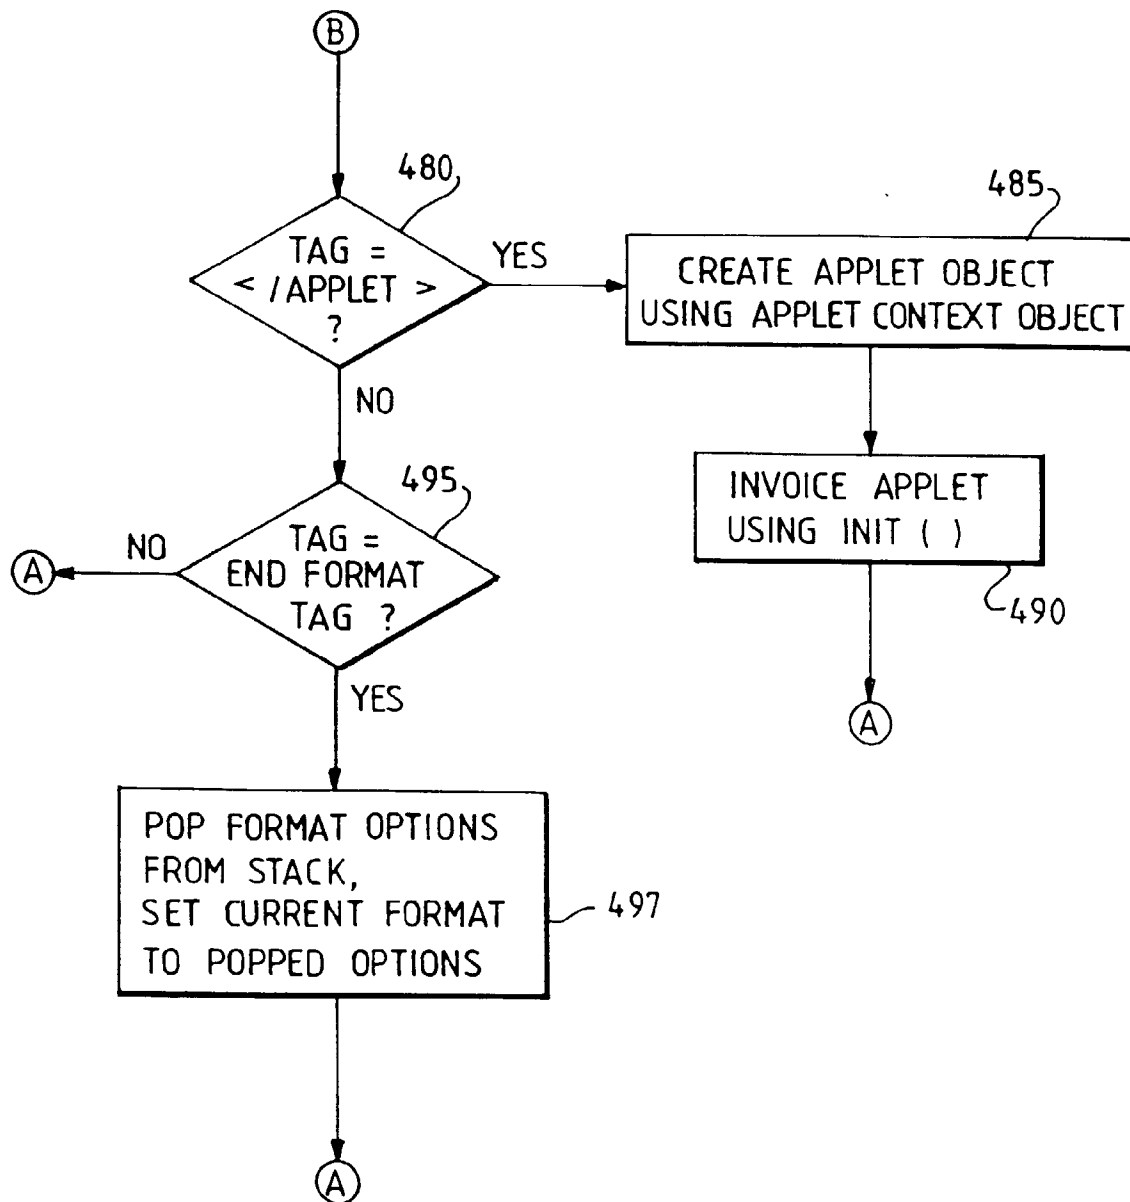 B
480
TAG =
< /APPLET >
?
YES
485
CREATE APPLET OBJECT
USING APPLET CONTEXT OBJECT
NO
INVOICE APPLET
USING INIT ( )
490
A
495
TAG =
END FORMAT
TAG ?
NO
A
YES
POP FORMAT OPTIONS
FROM STACK,
SET CURRENT FORMAT
TO POPPED OPTIONS
497
A